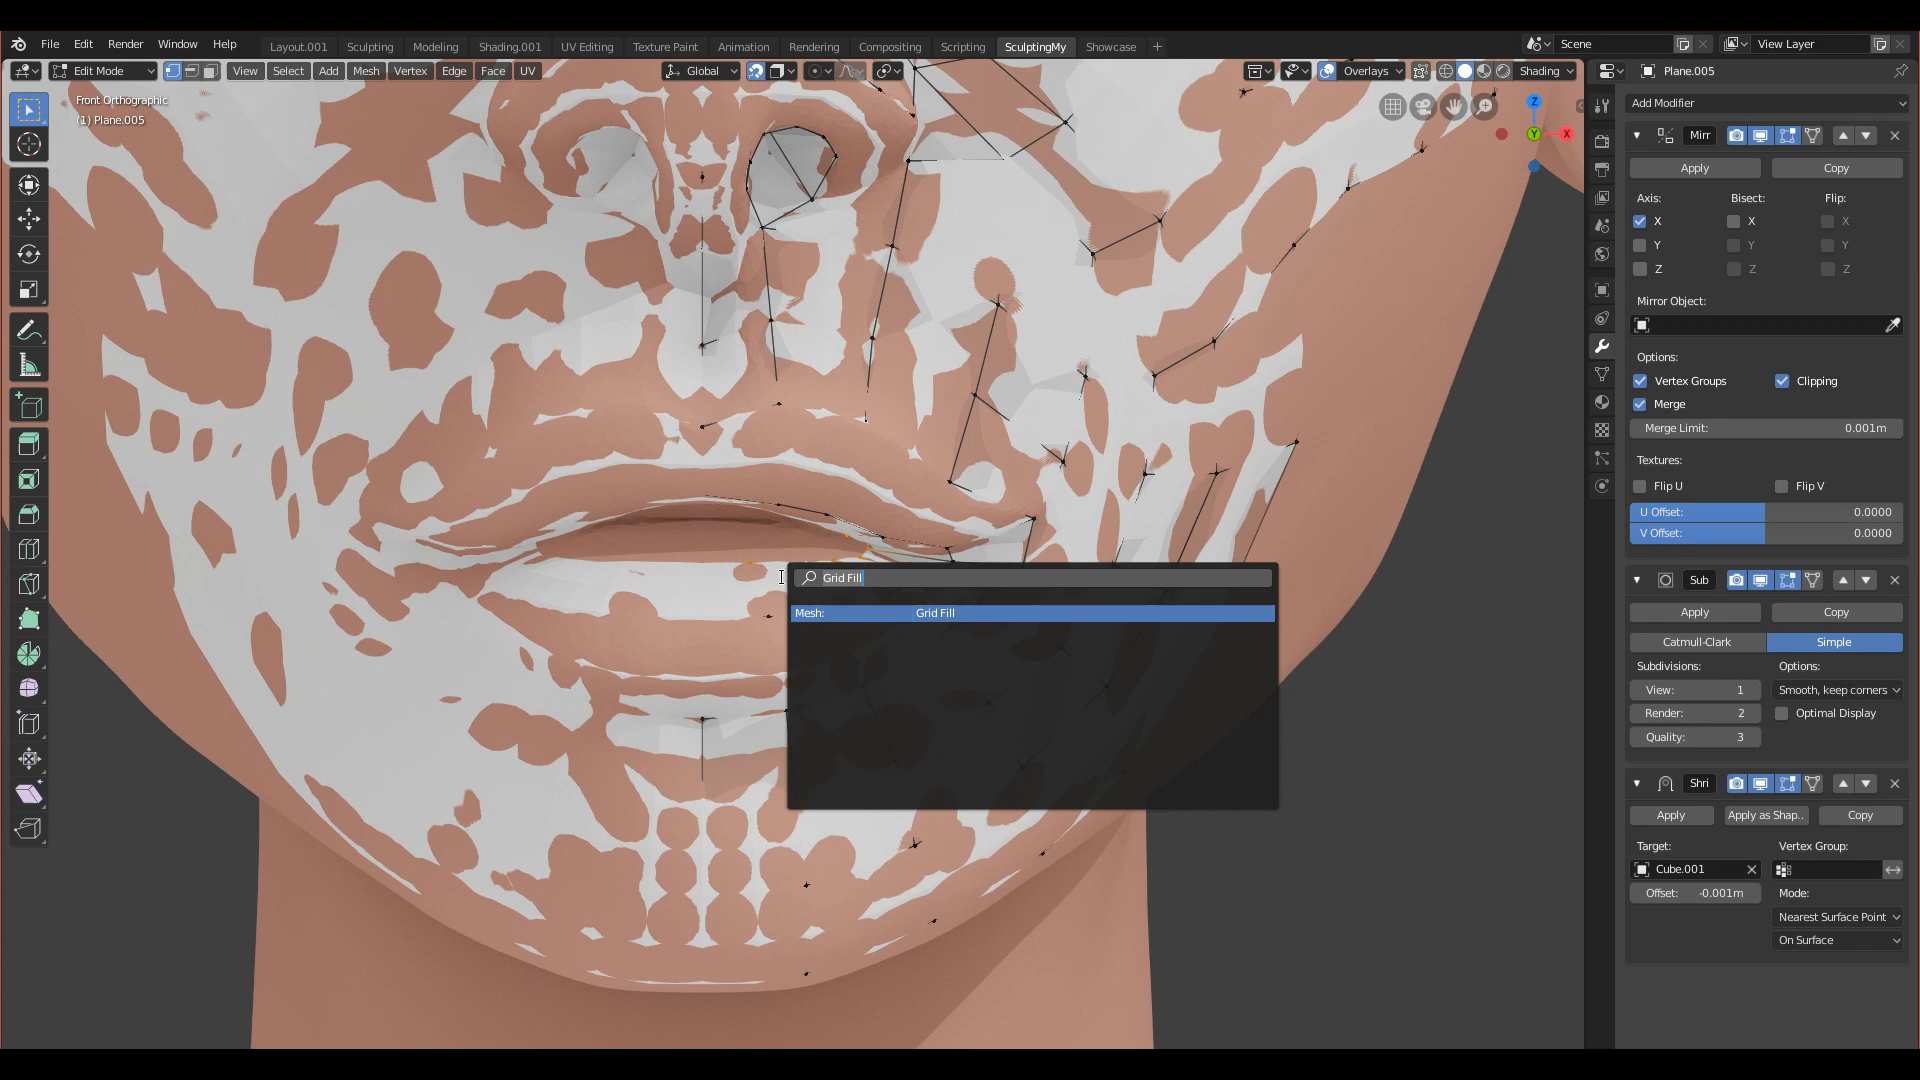 File Edit Render Window Help Layout.001 Sculpting Modeling Shading.001 UV Editing Texture Paint Animation Rendering Compositing Scripting SculptingMy Showcase + Scene View Layer
Edit Mode View Select Add Mesh Vertex Edge Face UV Global Overlays Shading Plane.005
Front Orthographic
(1) Plane.005
Z
Y
X
Grid Fill
Mesh: Grid Fill
Add Modifier
Mirr
Apply Copy
Axis: Bisect: Flip:
X X X
Y Y Y
Z Z Z
Mirror Object:
Options:
Vertex Groups Clipping
Merge
Merge Limit: 0.001m
Textures:
Flip U Flip V
U Offset: 0.0000
V Offset: 0.0000
Sub
Apply Copy
Catmull-Clark Simple
Subdivisions: Options:
View: 1 Smooth, keep corners
Render: 2 Optimal Display
Quality: 3
Shri
Apply Apply as Shap.. Copy
Target: Vertex Group:
Cube.001
Offset: -0.001m Mode:
Nearest Surface Point
On Surface